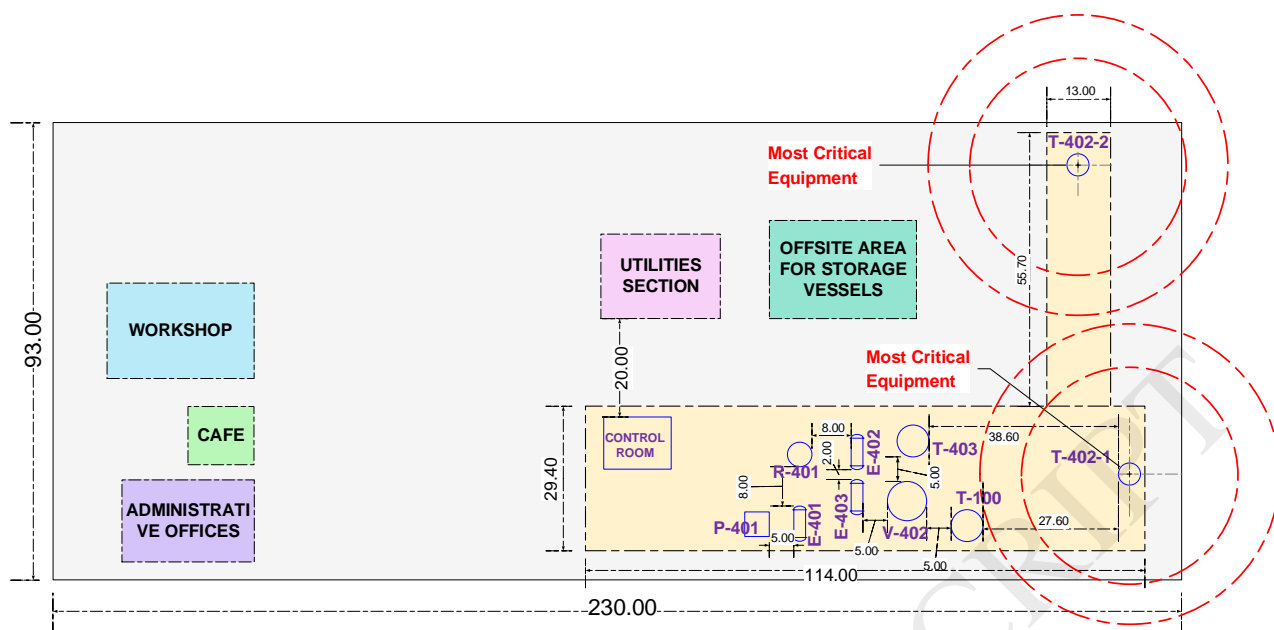 13.00
T-402-2
Most Critical
Equipment
93.00
55.70
UTILITIES
SECTION
OFFSITE AREA
FOR STORAGE
VESSELS
WORKSHOP
20.00
Most Critical
Equipment
CAFE
CONTROL
ROOM
8.00
E-402
38.60
T-403
T-402-1
R-401
2.00
5.00
29.40
8.00
ADMINISTRATI
VE OFFICES
P-401
E-401
E-403
V-402
T-100
27.60
5.00
5.00
5.00
114.00
230.00
CRIPT